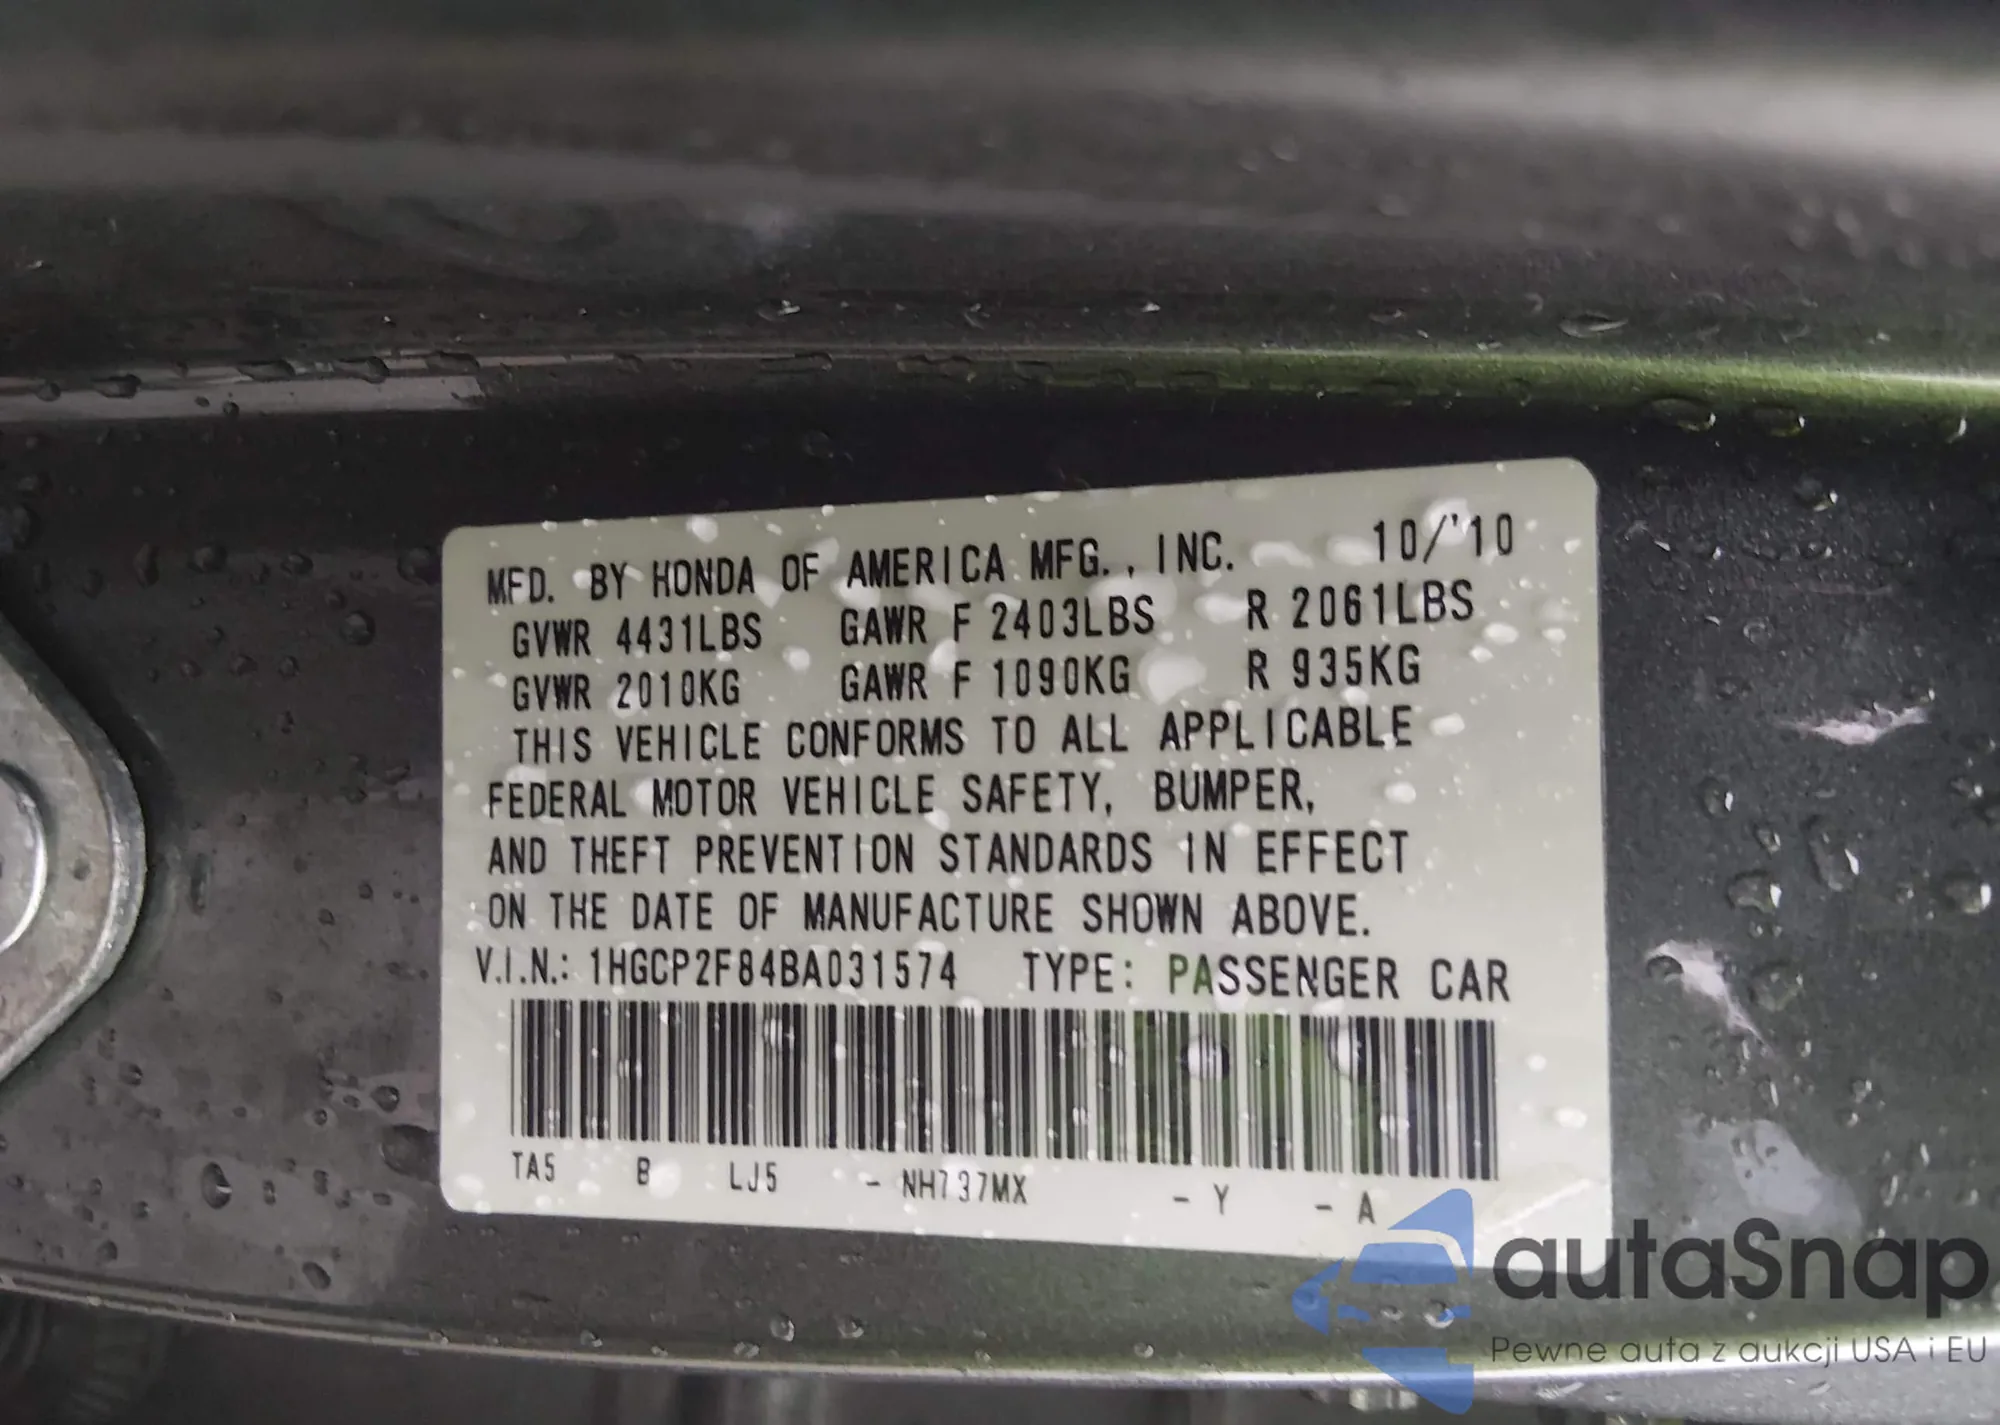 MFD. BY HONDA OF AMERICA MFG., INC. 10/'10
GVWR 4431LBS GAWR F 2403LBS R 2061LBS
GVWR 2010KG GAWR F 1090KG R 935KG
THIS VEHICLE CONFORMS TO ALL APPLICABLE
FEDERAL MOTOR VEHICLE SAFETY, BUMPER,
AND THEFT PREVENTION STANDARDS IN EFFECT
ON THE DATE OF MANUFACTURE SHOWN ABOVE.
V.I.N.: 1HGCP2F84BA031574 TYPE: PASSENGER CAR
TA5 B LJ5 - NH737MX - Y - A
autaSnap
Pewne auta z aukcji USA i EU